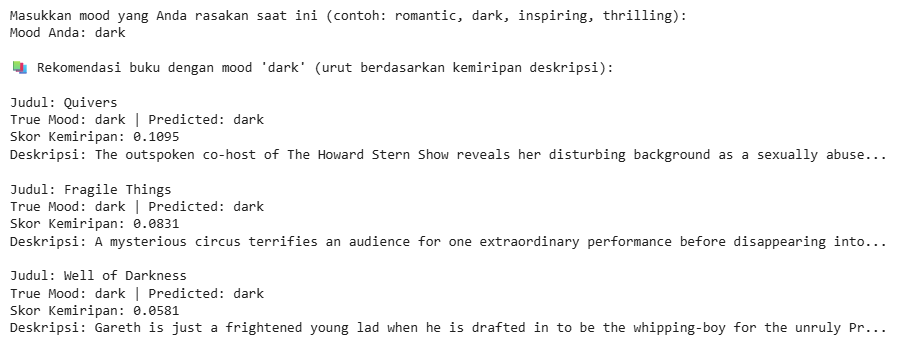 Masukkan mood yang Anda rasakan saat ini (contoh: romantic, dark, inspiring, thrilling):
Mood Anda: dark
📚 Rekomendasi buku dengan mood 'dark' (urut berdasarkan kemiripan deskripsi):
Judul: Quivers
True Mood: dark | Predicted: dark
Skor Kemiripan: 0.1095
Deskripsi: The outspoken co-host of The Howard Stern Show reveals her disturbing background as a sexually abuse...
Judul: Fragile Things
True Mood: dark | Predicted: dark
Skor Kemiripan: 0.0831
Deskripsi: A mysterious circus terrifies an audience for one extraordinary performance before disappearing into...
Judul: Well of Darkness
True Mood: dark | Predicted: dark
Skor Kemiripan: 0.0581
Deskripsi: Gareth is just a frightened young lad when he is drafted in to be the whipping-boy for the unruly Pr...